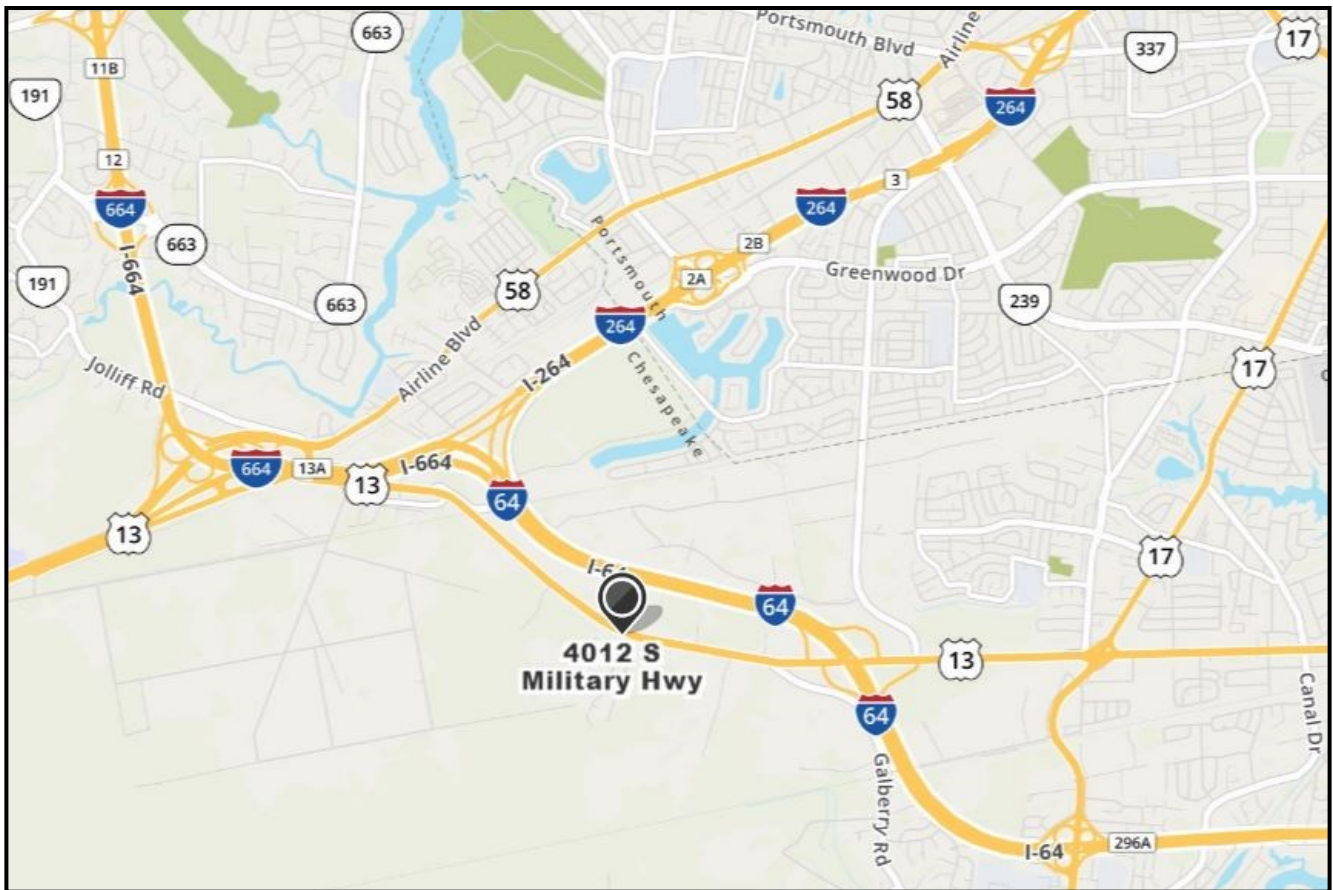 Portsmouth Blvd
Airline
663
17
337
11B
191
58
264
12
3
664
264
663
I-664
2B
Portsmouth
2A
Greenwood Dr
191
663
58
239
264
Airline Blvd
I-264
Chesapeake
Jolliff Rd
17
664
13A
I-664
13
64
13
17
I-64
64
4012 S
Military Hwy
13
64
Canal Dr
Galberry Rd
I-64
296A